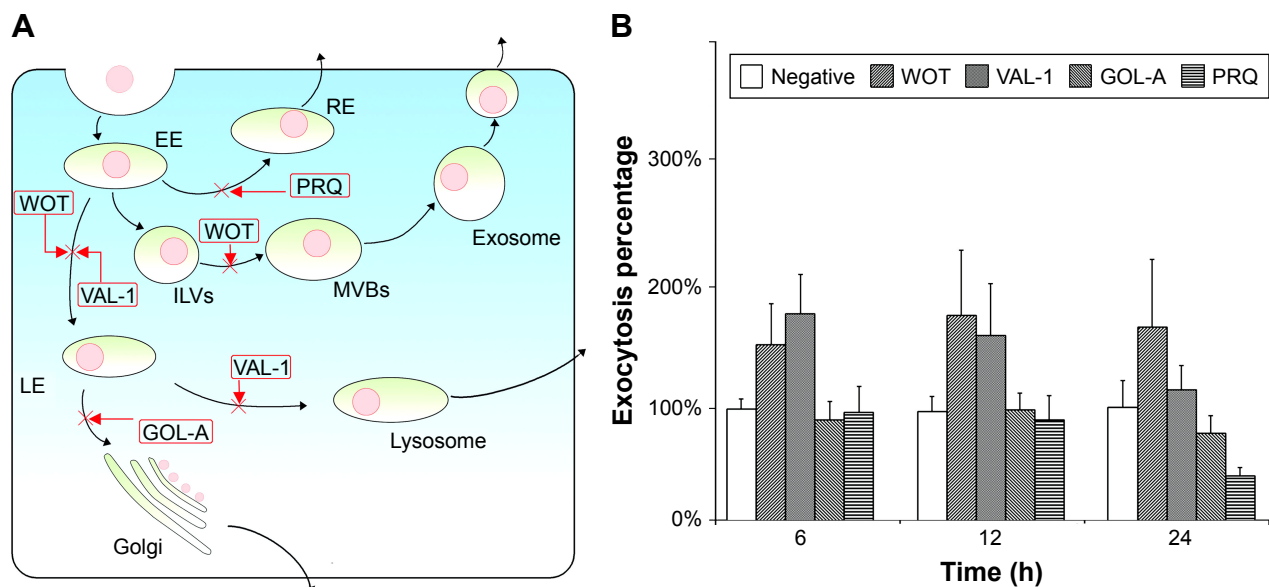 A
EE
RE
PRQ
WOT
VAL-1
ILVs
WOT
MVBs
Exosome
LE
VAL-1
GOL-A
Lysosome
Golgi
B
Negative WOT VAL-1 GOL-A PRQ
Exocytosis percentage
300%
200%
100%
0%
6 12 24
Time (h)